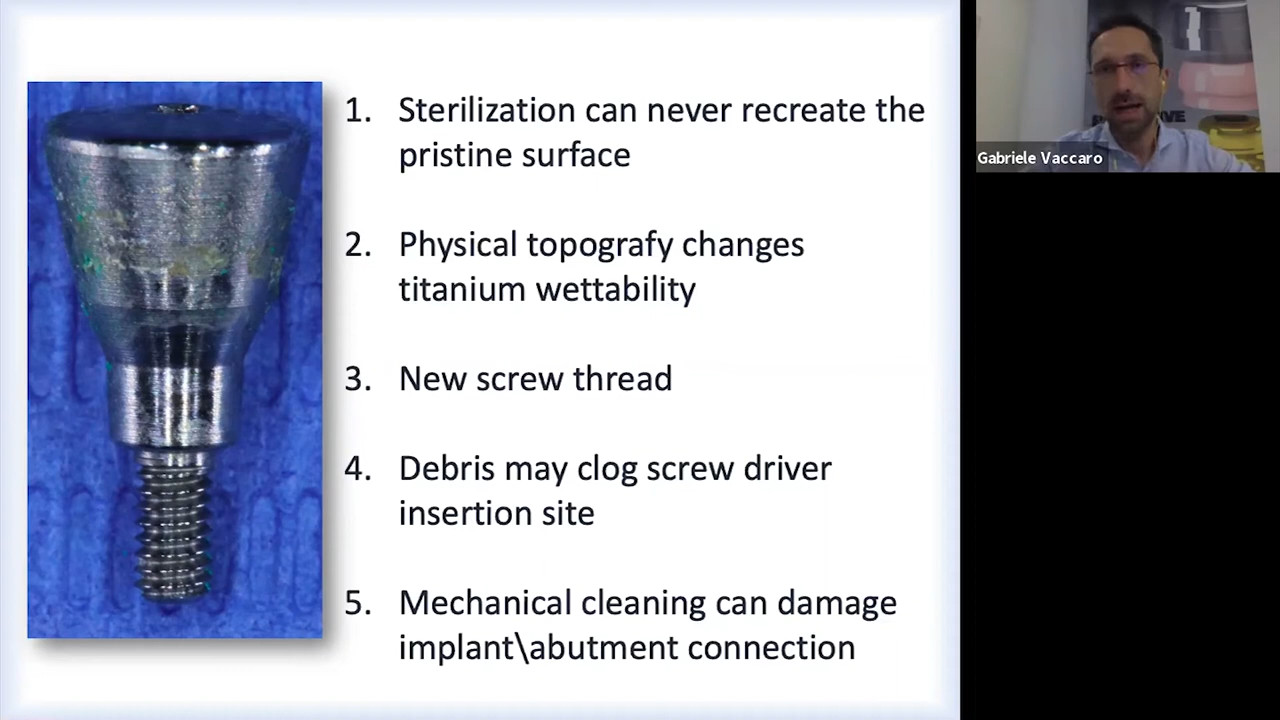 1. Sterilization can never recreate the
pristine surface
2. Physical topografy changes
titanium wettability
3. New screw thread
4. Debris may clog screw driver
insertion site
5. Mechanical cleaning can damage
implant\abutment connection
Gabriele Vaccaro